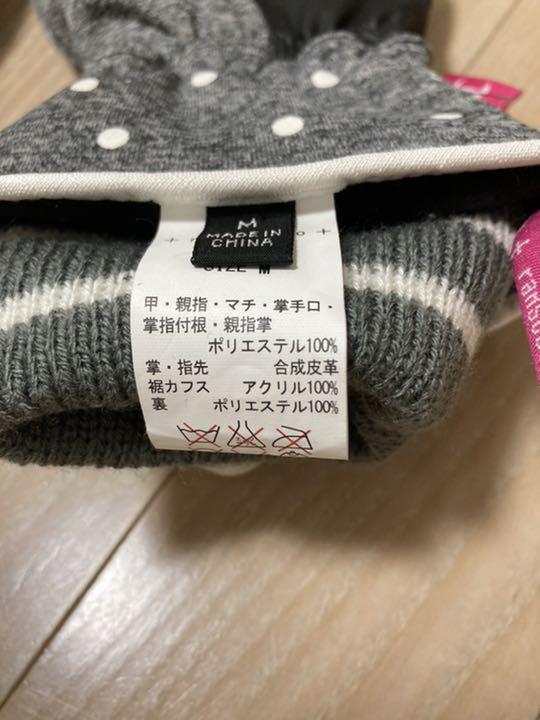 M
MADE IN
CHINA
SIZE M
甲・親指・マチ・掌手口・
掌指付根・親指掌
ポリエステル100%
掌・指先 合成皮革
裾カフス アクリル100%
裏 ポリエステル100%